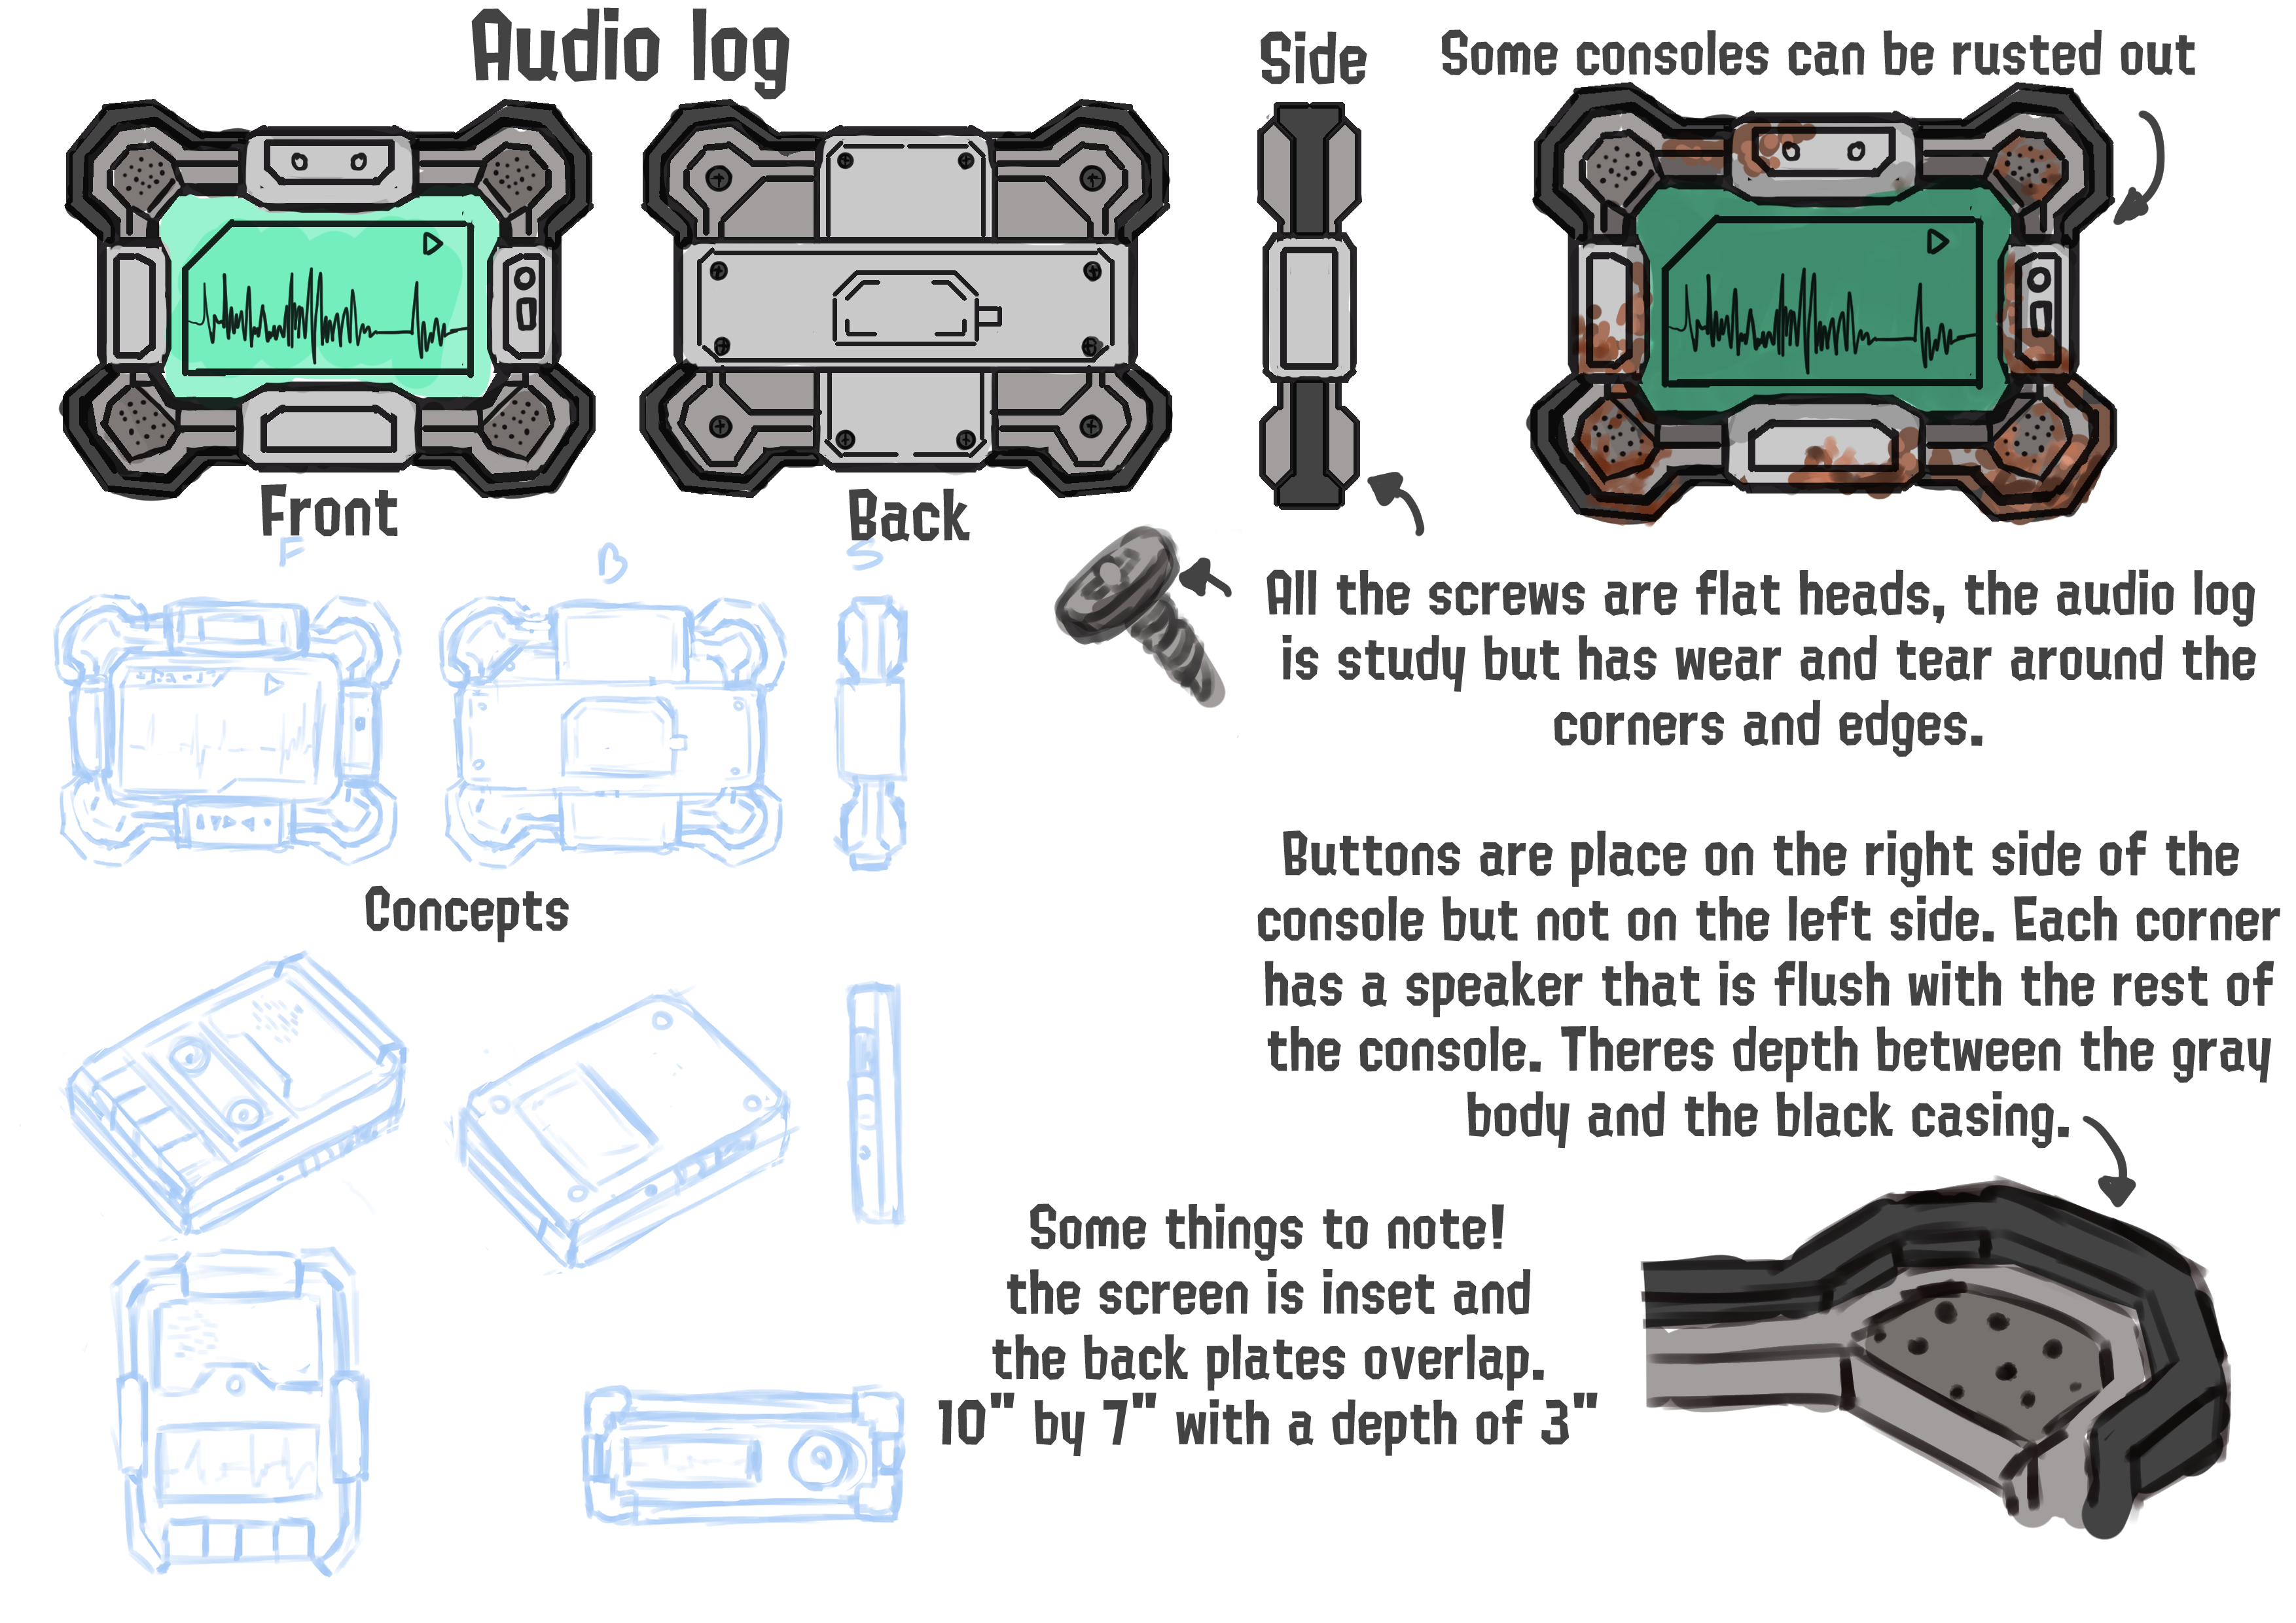 Audio log
Side
Some consoles can be rusted out
Front
Back
F
B
S
All the screws are flat heads, the audio log
is study but has wear and tear around the
corners and edges.
Concepts
Buttons are place on the right side of the
console but not on the left side. Each corner
has a speaker that is flush with the rest of
the console. Theres depth between the gray
body and the black casing.
Some things to note!
the screen is inset and
the back plates overlap.
10" by 7" with a depth of 3"